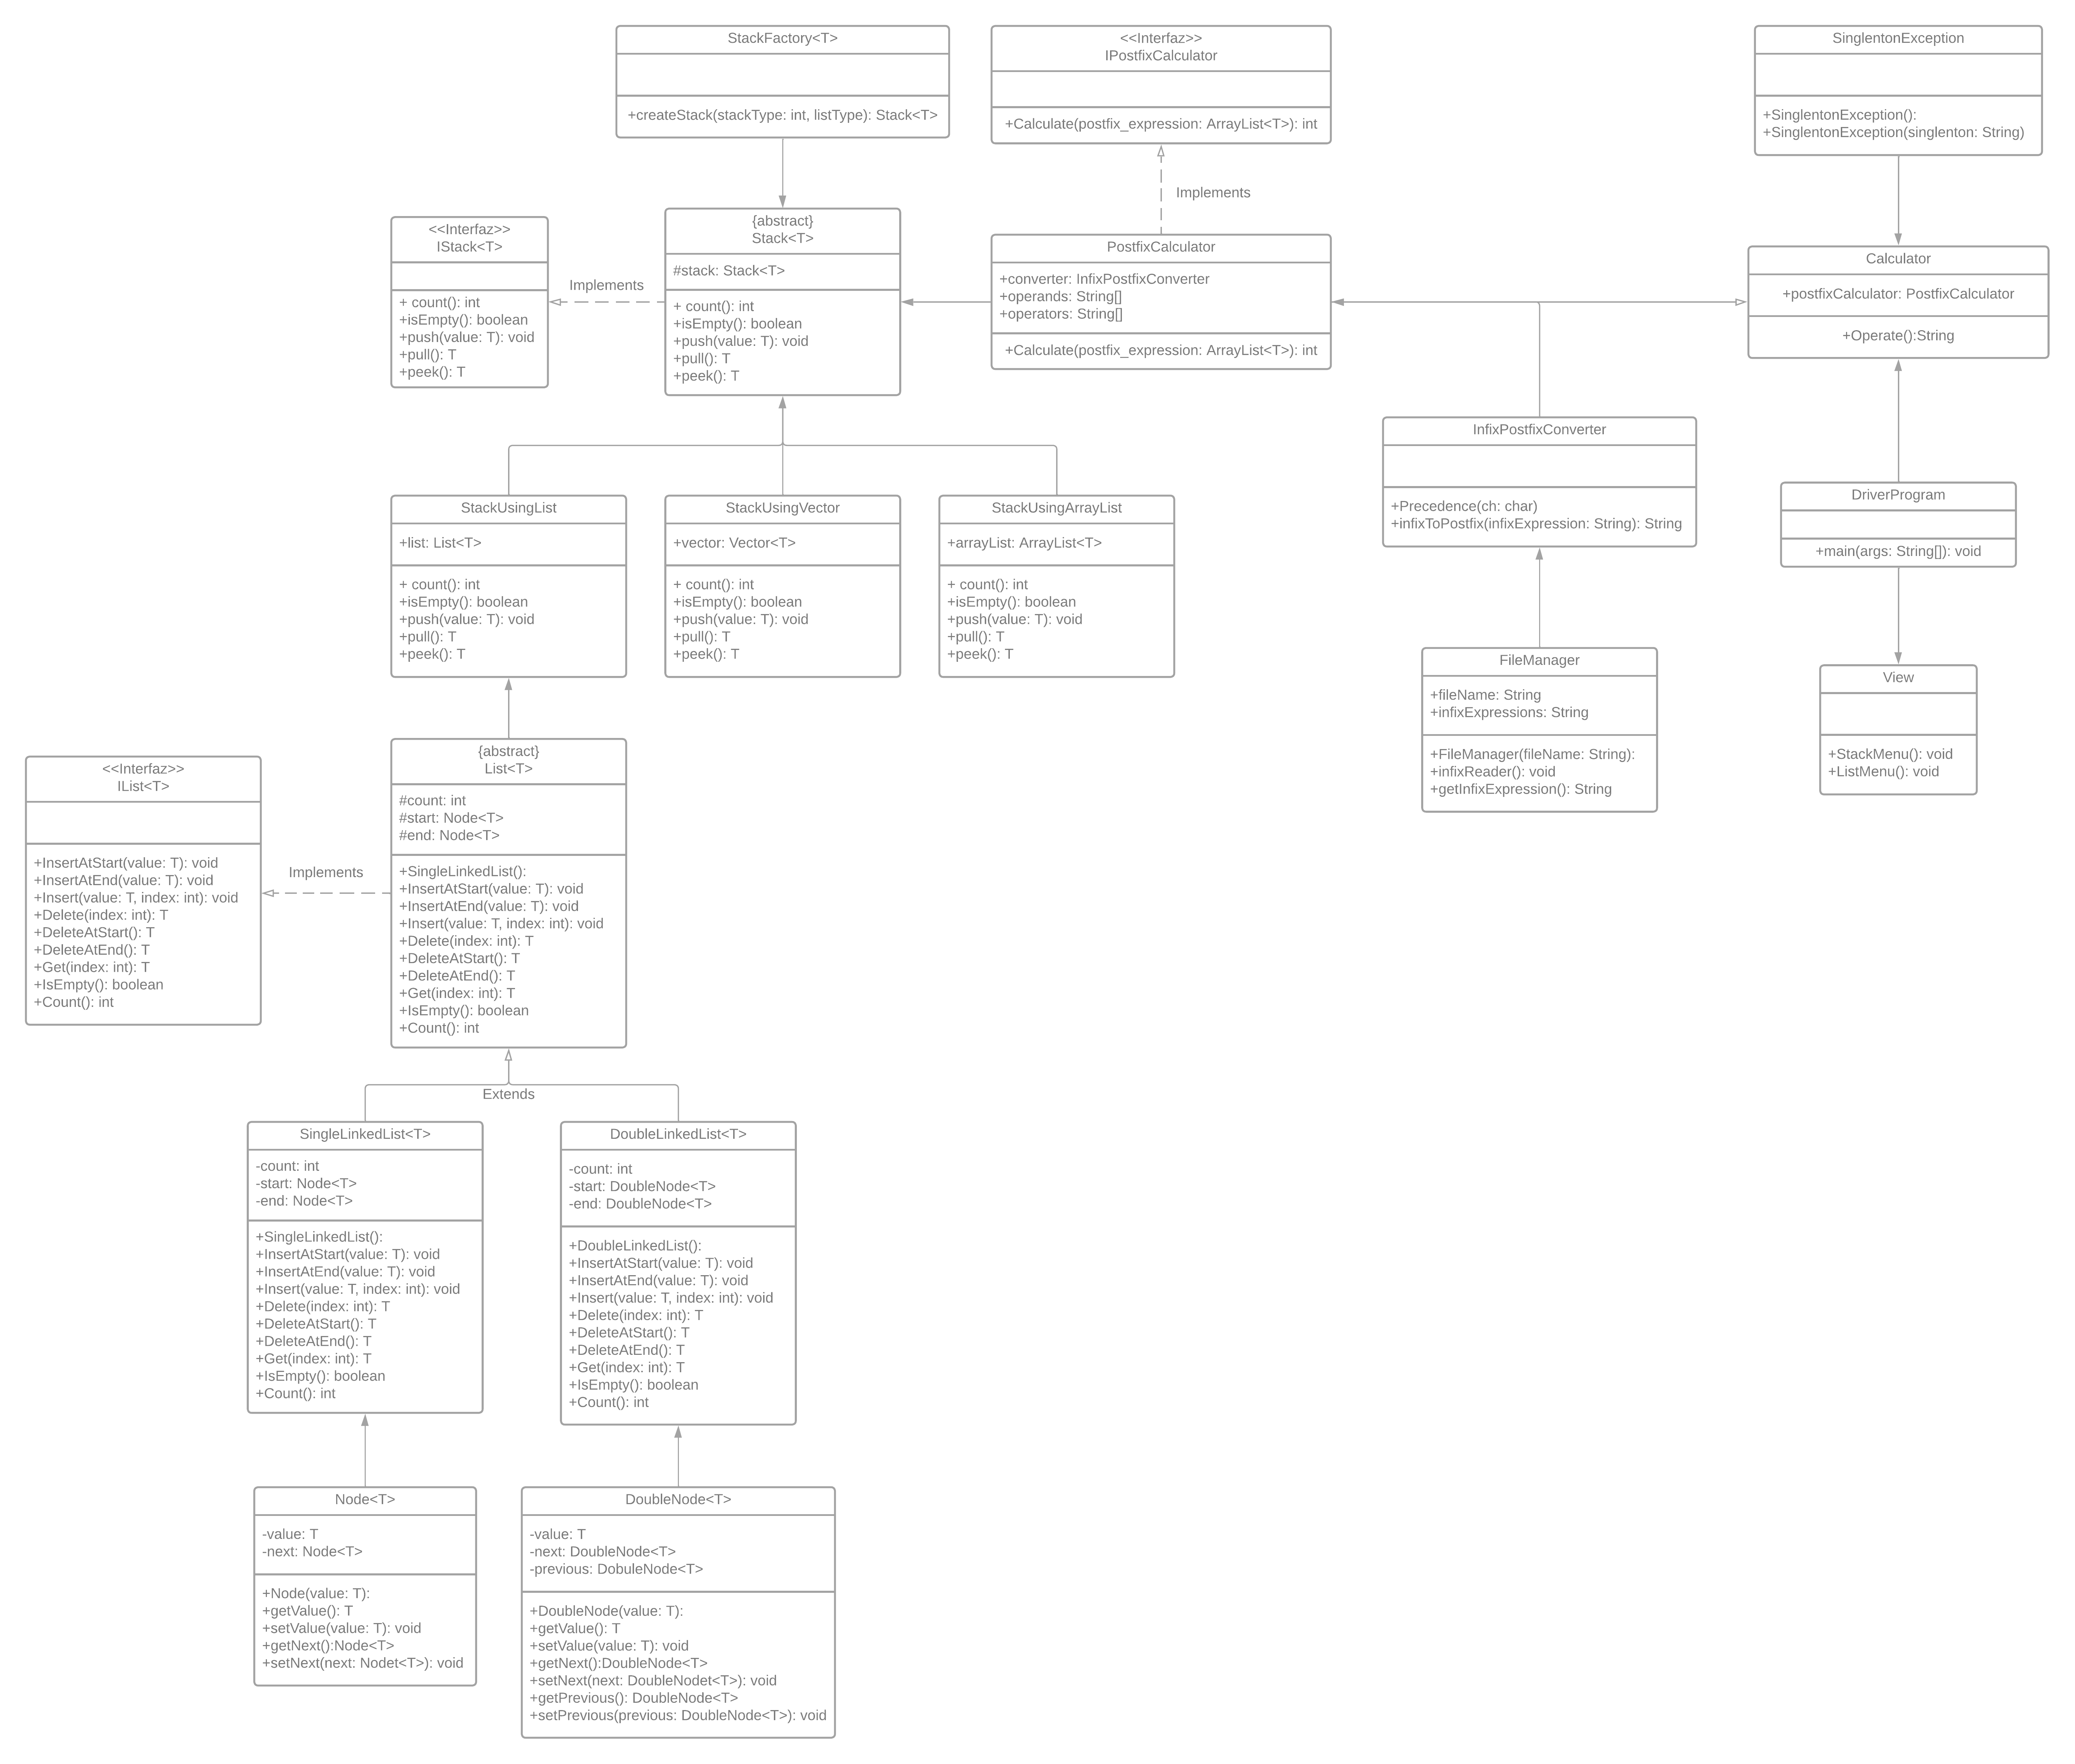 StackFactory<T>
+createStack(stackType: int, listType): Stack<T>
<<Interfaz>>
IPostfixCalculator
+Calculate(postfix_expression: ArrayList<T>): int
SinglentonException
+SinglentonException():
+SinglentonException(singlenton: String)
Implements
<<Interfaz>>
IStack<T>
+ count(): int
+isEmpty(): boolean
+push(value: T): void
+pull(): T
+peek(): T
Implements
{abstract}
Stack<T>
#stack: Stack<T>
+ count(): int
+isEmpty(): boolean
+push(value: T): void
+pull(): T
+peek(): T
PostfixCalculator
+converter: InfixPostfixConverter
+operands: String[]
+operators: String[]
+Calculate(postfix_expression: ArrayList<T>): int
Calculator
+postfixCalculator: PostfixCalculator
+Operate():String
InfixPostfixConverter
+Precedence(ch: char)
+infixToPostfix(infixExpression: String): String
DriverProgram
+main(args: String[]): void
StackUsingList
+list: List<T>
+ count(): int
+isEmpty(): boolean
+push(value: T): void
+pull(): T
+peek(): T
StackUsingVector
+vector: Vector<T>
+ count(): int
+isEmpty(): boolean
+push(value: T): void
+pull(): T
+peek(): T
StackUsingArrayList
+arrayList: ArrayList<T>
+ count(): int
+isEmpty(): boolean
+push(value: T): void
+pull(): T
+peek(): T
FileManager
+fileName: String
+infixExpressions: String
+FileManager(fileName: String):
+infixReader(): void
+getInfixExpression(): String
View
+StackMenu(): void
+ListMenu(): void
<<Interfaz>>
IList<T>
+InsertAtStart(value: T): void
+InsertAtEnd(value: T): void
+Insert(value: T, index: int): void
+Delete(index: int): T
+DeleteAtStart(): T
+DeleteAtEnd(): T
+Get(index: int): T
+IsEmpty(): boolean
+Count(): int
Implements
{abstract}
List<T>
#count: int
#start: Node<T>
#end: Node<T>
+SingleLinkedList():
+InsertAtStart(value: T): void
+InsertAtEnd(value: T): void
+Insert(value: T, index: int): void
+Delete(index: int): T
+DeleteAtStart(): T
+DeleteAtEnd(): T
+Get(index: int): T
+IsEmpty(): boolean
+Count(): int
Extends
SingleLinkedList<T>
-count: int
-start: Node<T>
-end: Node<T>
+SingleLinkedList():
+InsertAtStart(value: T): void
+InsertAtEnd(value: T): void
+Insert(value: T, index: int): void
+Delete(index: int): T
+DeleteAtStart(): T
+DeleteAtEnd(): T
+Get(index: int): T
+IsEmpty(): boolean
+Count(): int
DoubleLinkedList<T>
-count: int
-start: DoubleNode<T>
-end: DoubleNode<T>
+DoubleLinkedList():
+InsertAtStart(value: T): void
+InsertAtEnd(value: T): void
+Insert(value: T, index: int): void
+Delete(index: int): T
+DeleteAtStart(): T
+DeleteAtEnd(): T
+Get(index: int): T
+IsEmpty(): boolean
+Count(): int
Node<T>
-value: T
-next: Node<T>
+Node(value: T):
+getValue(): T
+setValue(value: T): void
+getNext():Node<T>
+setNext(next: Nodet<T>): void
DoubleNode<T>
-value: T
-next: DoubleNode<T>
-previous: DobuleNode<T>
+DoubleNode(value: T):
+getValue(): T
+setValue(value: T): void
+getNext():DoubleNode<T>
+setNext(next: DoubleNodet<T>): void
+getPrevious(): DoubleNode<T>
+setPrevious(previous: DoubleNode<T>): void